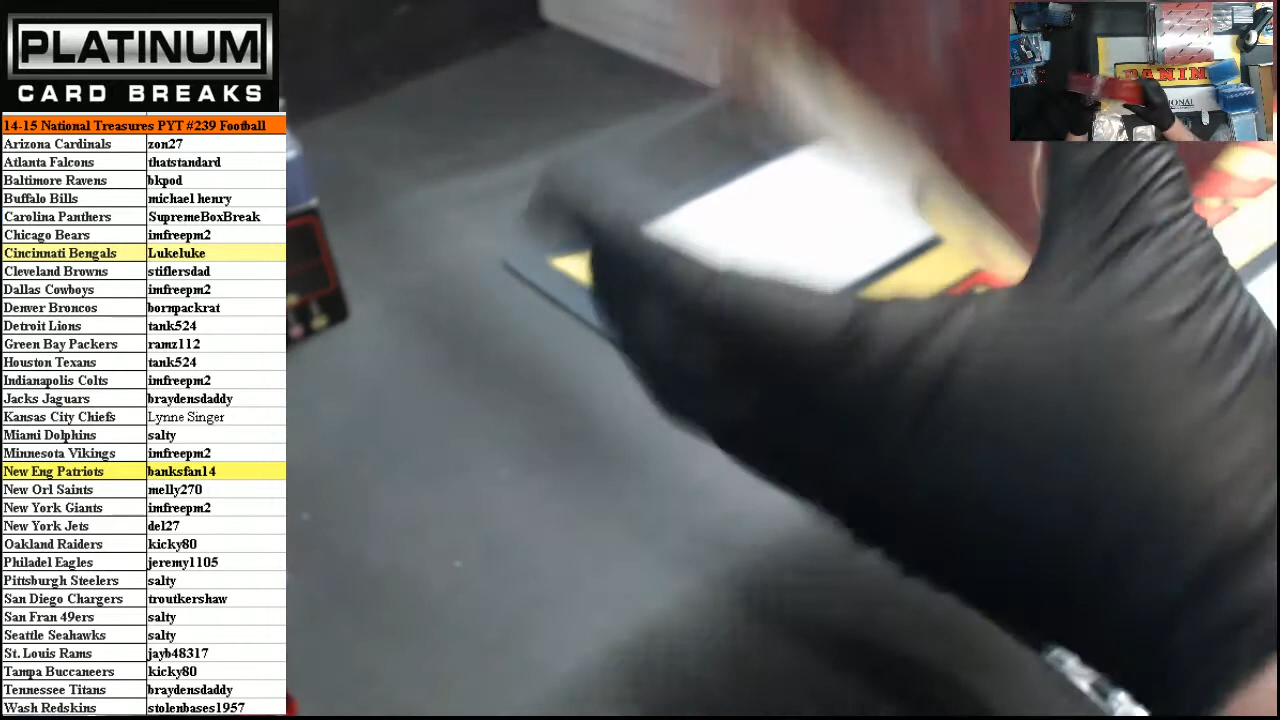 PLATINUM
CARD BREAKS
14-15 National Treasures PYT #239 Football
Arizona Cardinals zon27
Atlanta Falcons thatstandard
Baltimore Ravens bkpod
Buffalo Bills michael henry
Carolina Panthers SupremeBoxBreak
Chicago Bears imfreepm2
Cincinnati Bengals Lukeluke
Cleveland Browns stiflersdad
Dallas Cowboys imfreepm2
Denver Broncos bornpackrat
Detroit Lions tank524
Green Bay Packers ramz112
Houston Texans tank524
Indianapolis Colts imfreepm2
Jacks Jaguars braydensdaddy
Kansas City Chiefs Lynne Singer
Miami Dolphins salty
Minnesota Vikings imfreepm2
New Eng Patriots banksfan14
New Orl Saints melly270
New York Giants imfreepm2
New York Jets del27
Oakland Raiders kicky80
Philadel Eagles jeremy1105
Pittsburgh Steelers salty
San Diego Chargers troutkershaw
San Fran 49ers salty
Seattle Seahawks salty
St. Louis Rams jayb48317
Tampa Buccaneers kicky80
Tennessee Titans braydensdaddy
Wash Redskins stolenbases1957
PANINI